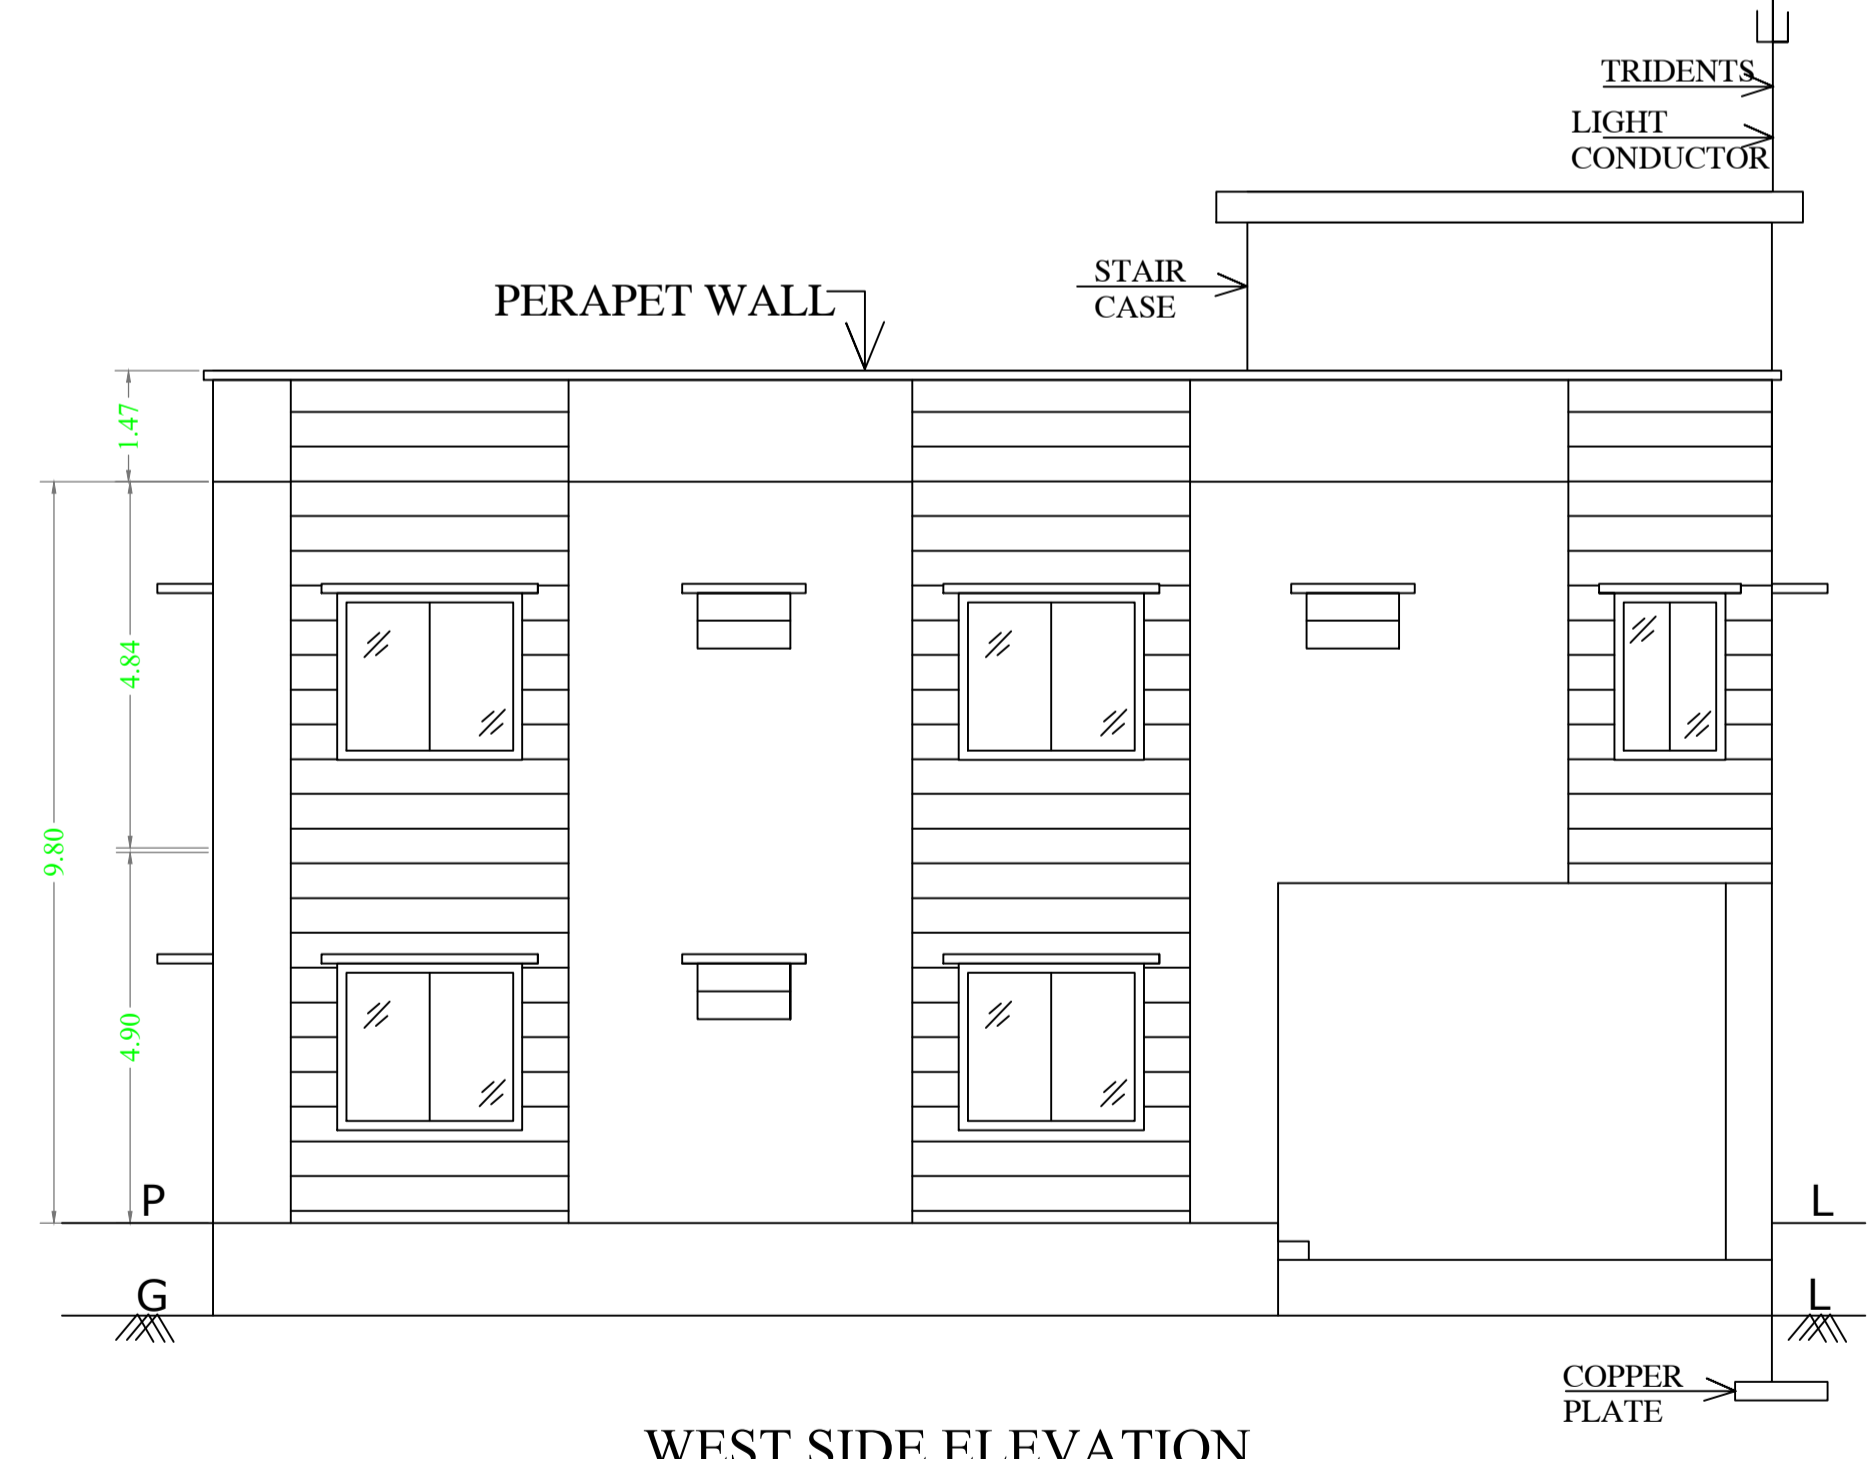 TRIDENTS
LIGHT
CONDUCTOR
STAIR
CASE
PERAPET WALL
1.47
4.84
9.80
4.90
P
L
G
L
COPPER
PLATE
WEST SIDE ELEVATION